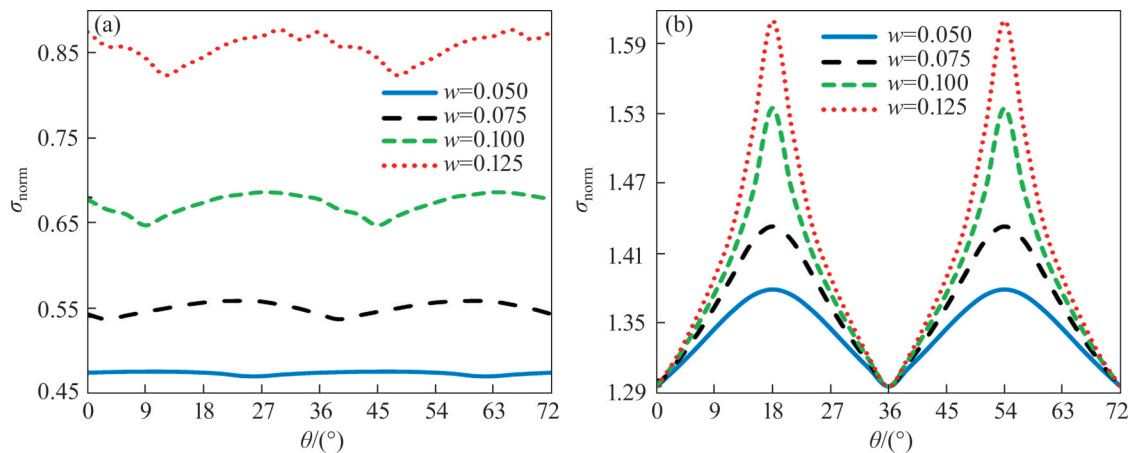 (a)
0.85
0.75
0.65
0.55
0.45
σnorm
w=0.050
w=0.075
w=0.100
w=0.125
0 9 18 27 36 45 54 63 72
θ/(°)
(b)
1.59
1.53
1.47
1.41
1.35
1.29
σnorm
w=0.050
w=0.075
w=0.100
w=0.125
0 9 18 27 36 45 54 63 72
θ/(°)